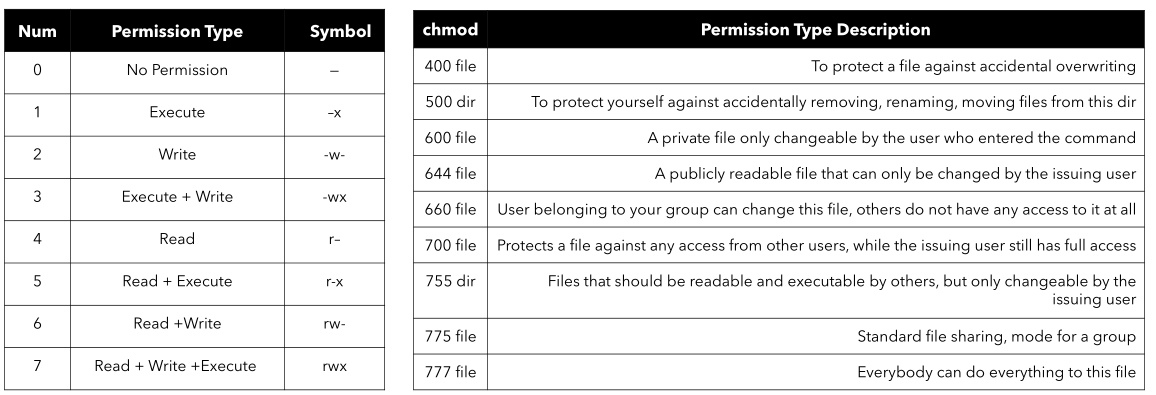 Num Permission Type Symbol
0 No Permission —
1 Execute –x
2 Write -w-
3 Execute + Write -wx
4 Read r–
5 Read + Execute r-x
6 Read +Write rw-
7 Read + Write +Execute rwx
chmod Permission Type Description
400 file To protect a file against accidental overwriting
500 dir To protect yourself against accidentally removing, renaming, moving files from this dir
600 file A private file only changeable by the user who entered the command
644 file A publicly readable file that can only be changed by the issuing user
660 file User belonging to your group can change this file, others do not have any access to it at all
700 file Protects a file against any access from other users, while the issuing user still has full access
755 dir Files that should be readable and executable by others, but only changeable by the
issuing user
775 file Standard file sharing, mode for a group
777 file Everybody can do everything to this file